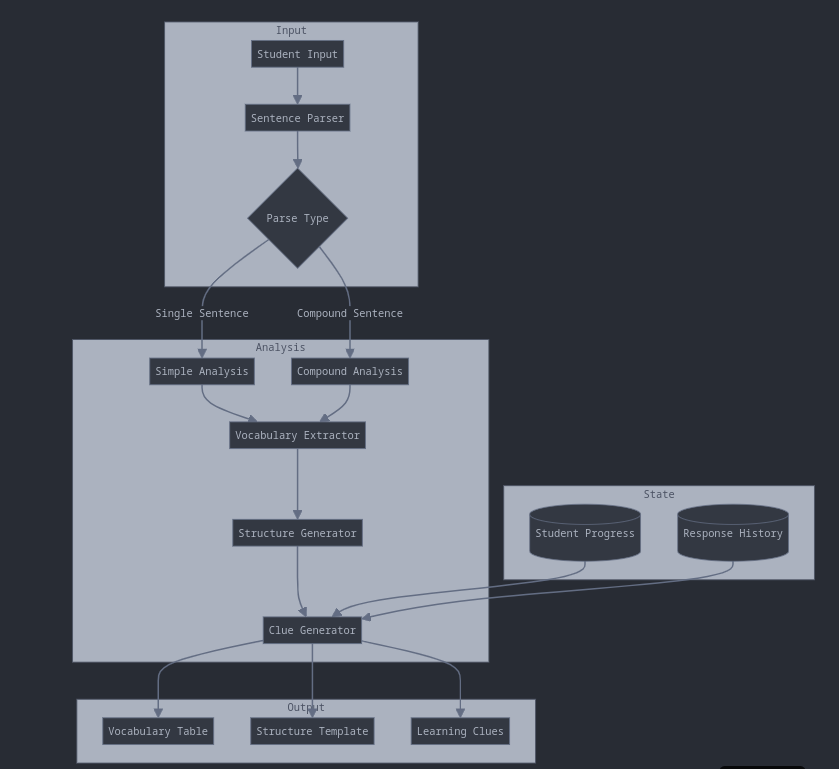 Input
Student Input
Sentence Parser
Parse Type
Single Sentence
Compound Sentence
Analysis
Simple Analysis
Compound Analysis
Vocabulary Extractor
State
Student Progress
Response History
Structure Generator
Clue Generator
Output
Vocabulary Table
Structure Template
Learning Clues